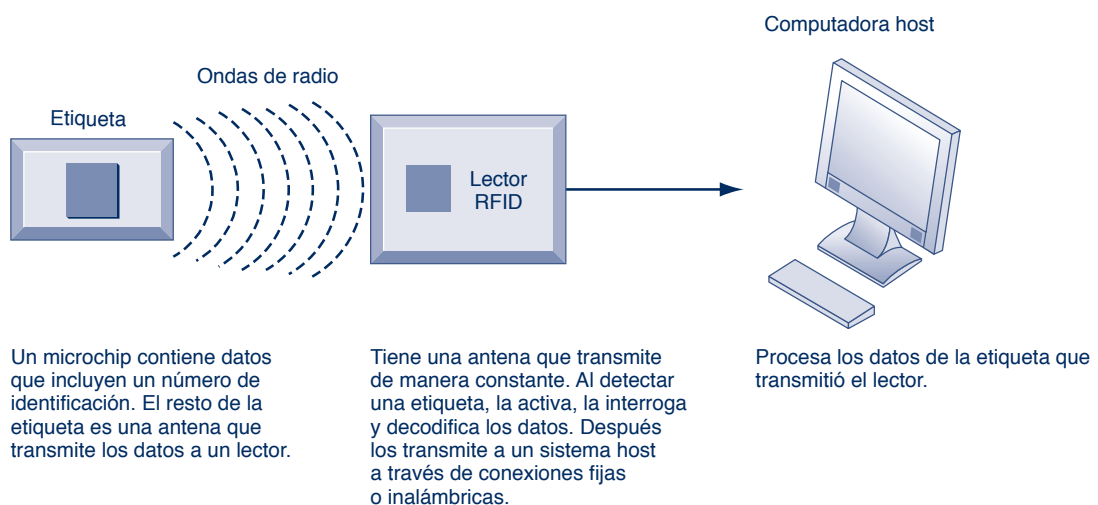 Computadora host
Ondas de radio
Etiqueta
Lector
RFID
Un microchip contiene datos
que incluyen un número de
identificación. El resto de la
etiqueta es una antena que
transmite los datos a un lector.
Tiene una antena que transmite
de manera constante. Al detectar
una etiqueta, la activa, la interroga
y decodifica los datos. Después
los transmite a un sistema host
a través de conexiones fijas
o inalámbricas.
Procesa los datos de la etiqueta que
transmitió el lector.